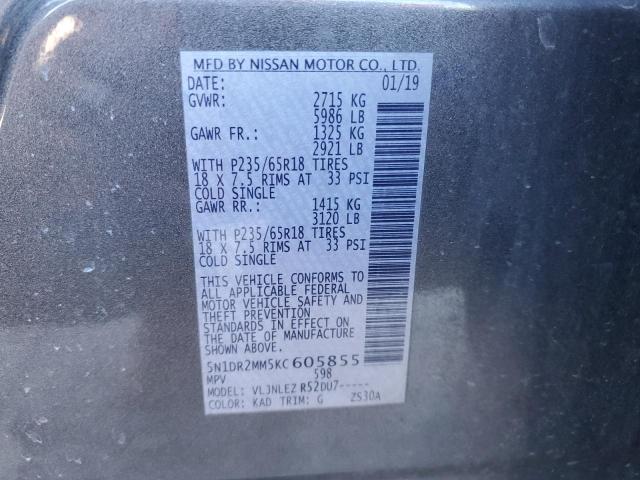 MFD BY NISSAN MOTOR CO., LTD.
DATE: 01/19
GVWR: 2715 KG
5986 LB
GAWR FR.: 1325 KG
2921 LB
WITH P235/65R18 TIRES
18 X 7.5 RIMS AT 33 PSI
COLD SINGLE
GAWR RR.: 1415 KG
3120 LB
WITH P235/65R18 TIRES
18 X 7.5 RIMS AT 33 PSI
COLD SINGLE
THIS VEHICLE CONFORMS TO
ALL APPLICABLE FEDERAL
MOTOR VEHICLE SAFETY AND
THEFT PREVENTION
STANDARDS IN EFFECT ON
THE DATE OF MANUFACTURE
SHOWN ABOVE.
5N1DR2MM5KC605855
MPV 598
MODEL: VLJNLEZ R52DU7-----
COLOR: KAD TRIM: G ZS30A